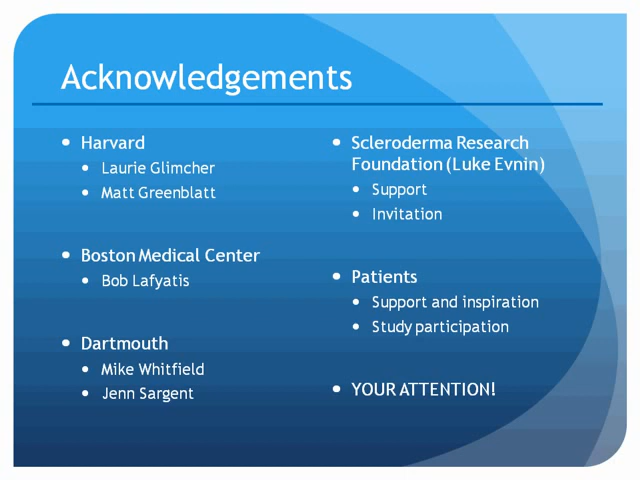 Acknowledgements
Harvard
Laurie Glimcher
Matt Greenblatt
Boston Medical Center
Bob Lafyatis
Dartmouth
Mike Whitfield
Jenn Sargent
Scleroderma Research
Foundation (Luke Evnin)
Support
Invitation
Patients
Support and inspiration
Study participation
YOUR ATTENTION!